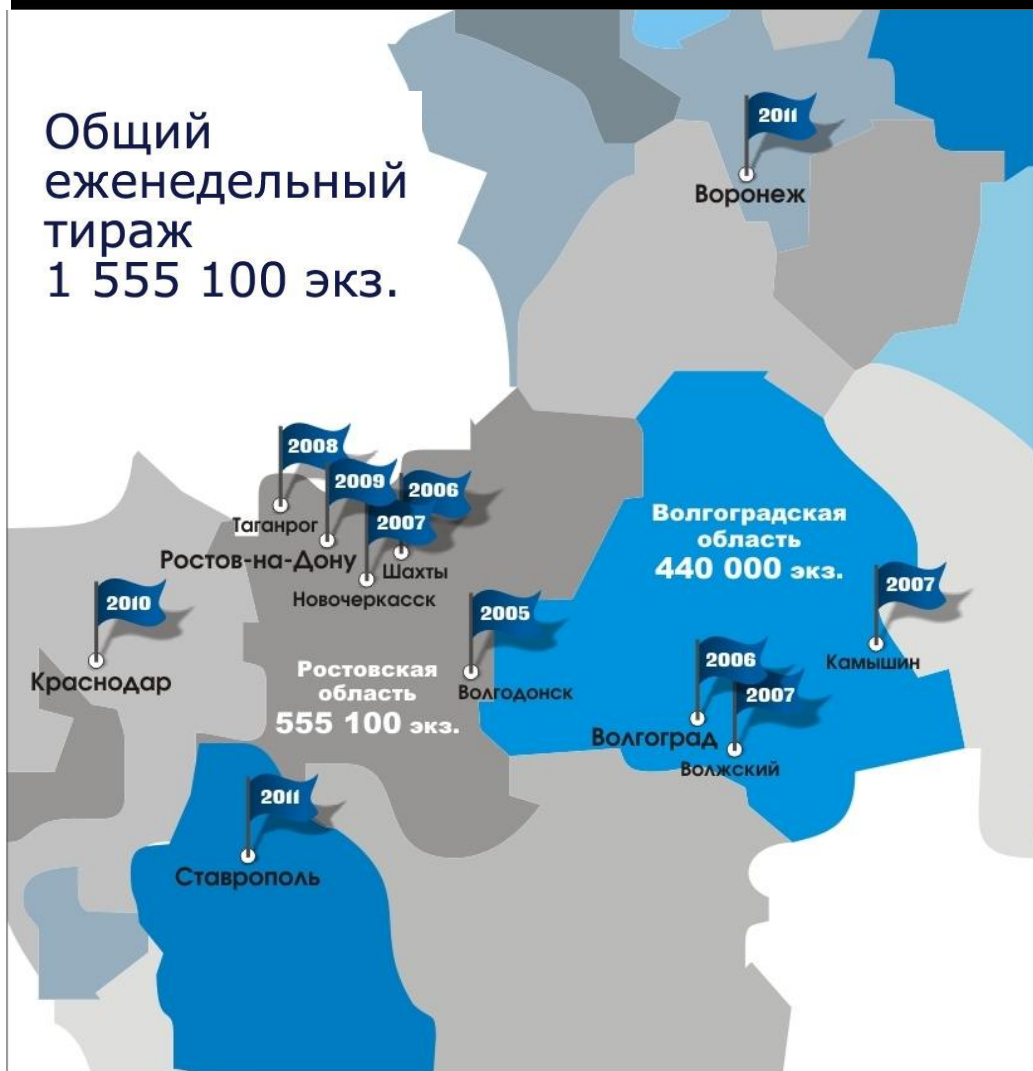 Общий
еженедельный
тираж
1 555 100 экз.
2011
Воронеж
2008
2009
2006
2007
Таганрог
Ростов-на-Дону
Шахты
Новочеркасск
Волгоградская
область
440 000 экз.
2010
Краснодар
2005
Волгодонск
2007
Камышин
Ростовская
область
555 100 экз.
2006
2007
Волгоград
Волжский
2011
Ставрополь